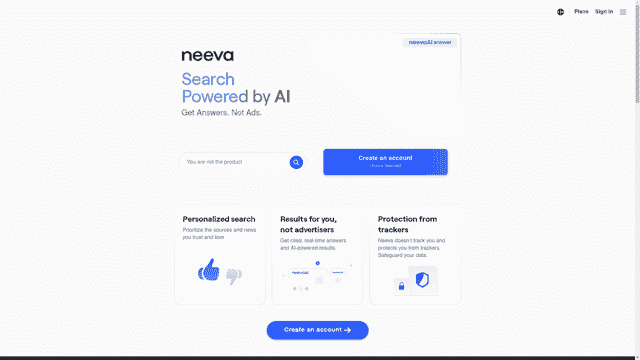 Plans Sign In
neevaAI answer
neeva
Search
Powered by AI
Get Answers. Not Ads.
You are not the product
Create an account
Personalized search
Prioritize the sources and news
you trust and love
Results for you,
not advertisers
Get cited, real-time answers
and AI-powered results.
neeva
Protection from
trackers
Neeva doesn't track you and
protects you from trackers.
Safeguard your data.
Create an account →